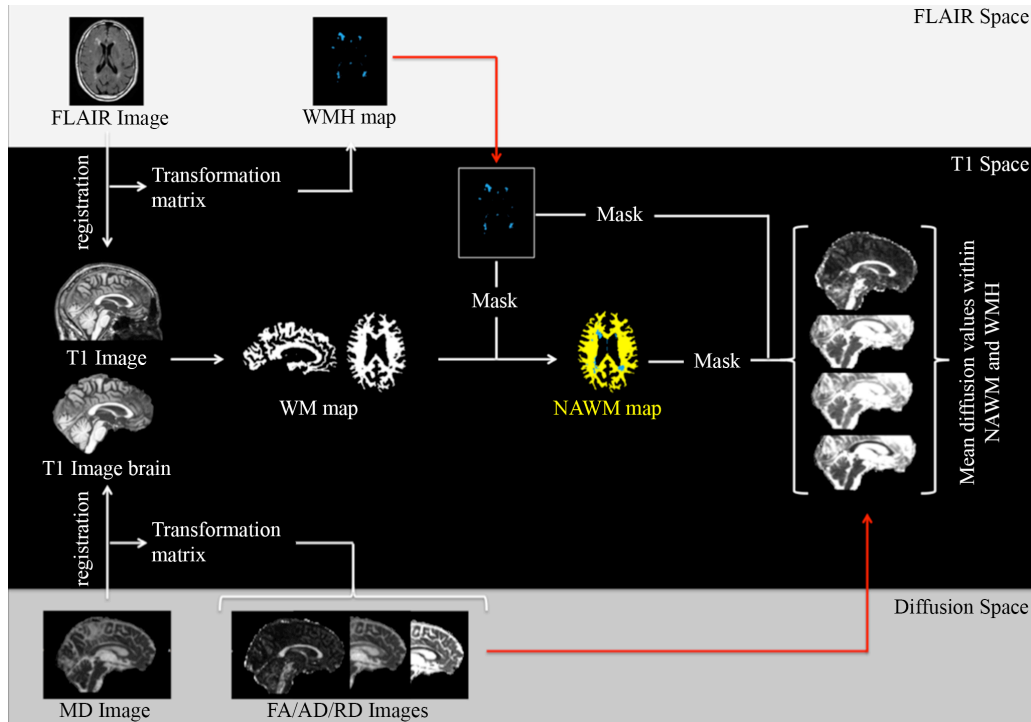 FLAIR Space
FLAIR Image
WMH map
T1 Space
registration
Transformation
matrix
Mask
Mask
T1 Image
WM map
NAWM map
Mask
Mean diffusion values within
NAWM and WMH
T1 Image brain
registration
Transformation
matrix
Diffusion Space
MD Image
FA/AD/RD Images